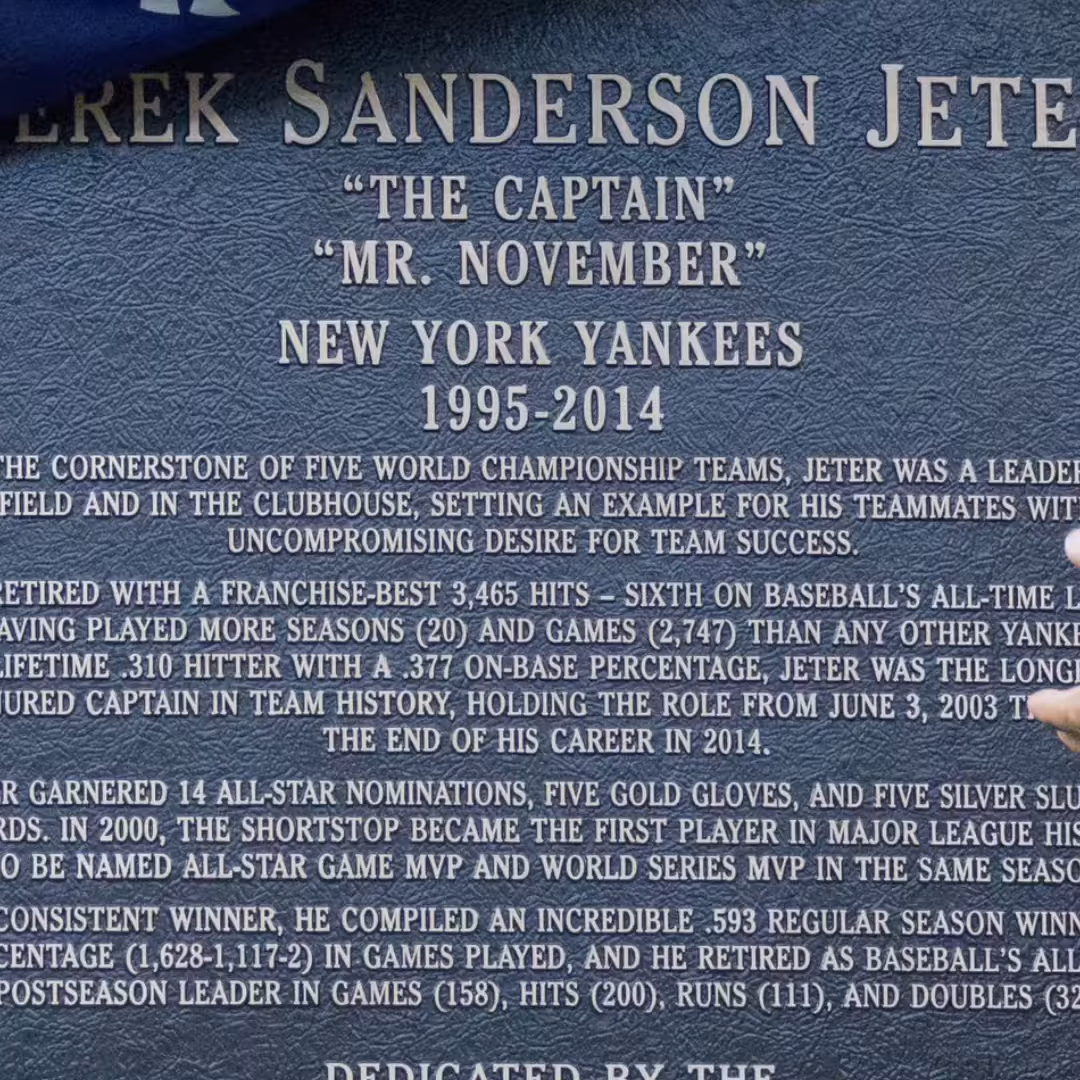 EREK SANDERSON JETE
“THE CAPTAIN”
“MR. NOVEMBER”
NEW YORK YANKEES
1995-2014
THE CORNERSTONE OF FIVE WORLD CHAMPIONSHIP TEAMS, JETER WAS A LEADER
FIELD AND IN THE CLUBHOUSE, SETTING AN EXAMPLE FOR HIS TEAMMATES WIT
UNCOMPROMISING DESIRE FOR TEAM SUCCESS.
RETIRED WITH A FRANCHISE-BEST 3,465 HITS – SIXTH ON BASEBALL’S ALL-TIME L
AVING PLAYED MORE SEASONS (20) AND GAMES (2,747) THAN ANY OTHER YANKE
LIFETIME .310 HITTER WITH A .377 ON-BASE PERCENTAGE, JETER WAS THE LONGE
NURED CAPTAIN IN TEAM HISTORY, HOLDING THE ROLE FROM JUNE 3, 2003 T
THE END OF HIS CAREER IN 2014.
R GARNERED 14 ALL-STAR NOMINATIONS, FIVE GOLD GLOVES, AND FIVE SILVER SLU
RDS. IN 2000, THE SHORTSTOP BECAME THE FIRST PLAYER IN MAJOR LEAGUE HIS
O BE NAMED ALL-STAR GAME MVP AND WORLD SERIES MVP IN THE SAME SEASO
CONSISTENT WINNER, HE COMPILED AN INCREDIBLE .593 REGULAR SEASON WINN
CENTAGE (1,628-1,117-2) IN GAMES PLAYED, AND HE RETIRED AS BASEBALL’S ALL
POSTSEASON LEADER IN GAMES (158), HITS (200), RUNS (111), AND DOUBLES (32
DEDICATED BY THE